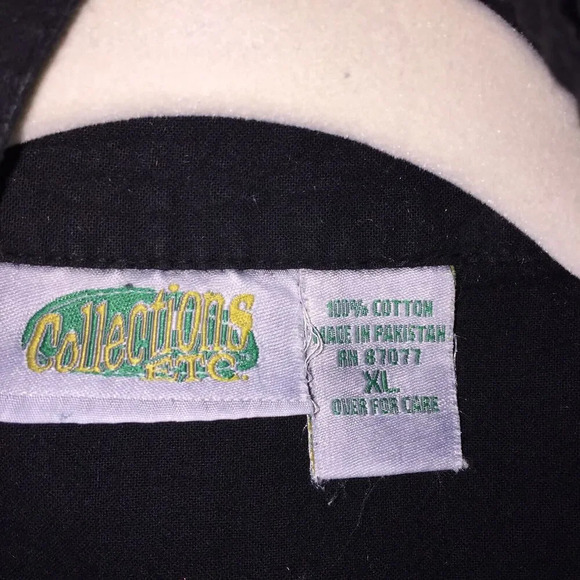 Collections
ETC.
100% COTTON
MADE IN PAKISTAN
RN 87077
XL
OVER FOR CARE